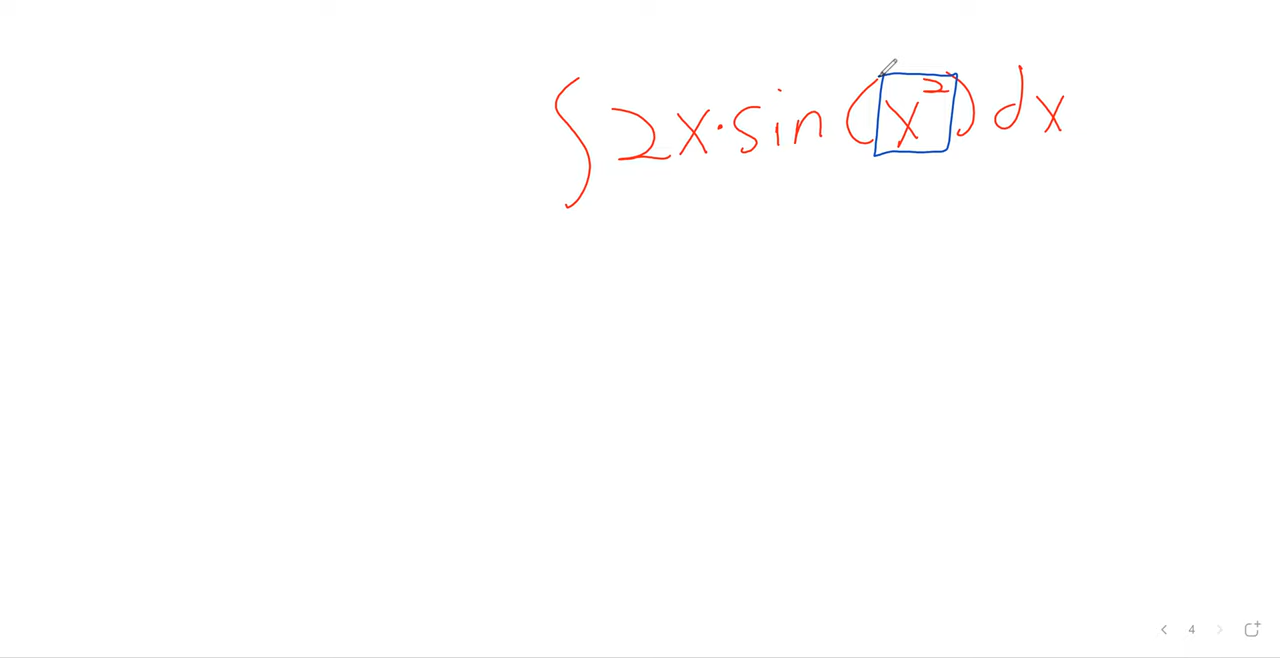 ∫ 2x·sin(x²) dx
4